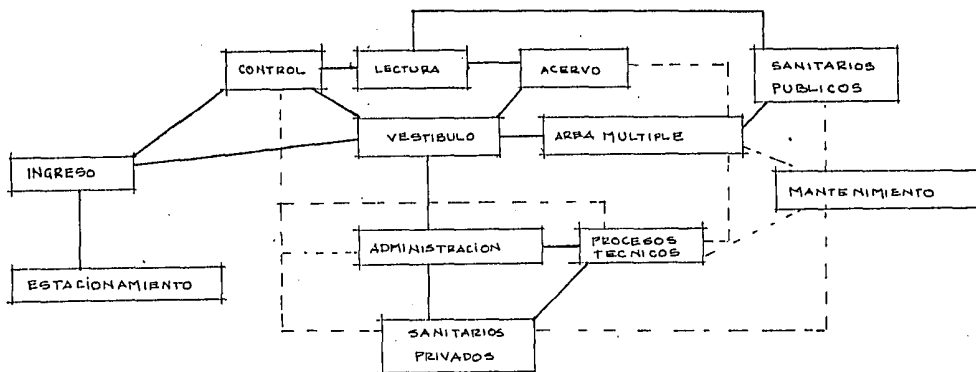 CONTROL
LECTURA
ACERVO
SANITARIOS
PUBLICOS
VESTIBULO
AREA MULTIPLE
INGRESO
MANTENIMIENTO
ADMINISTRACION
PROCESOS
TECNICOS
ESTACIONAMIENTO
SANITARIOS
PRIVADOS